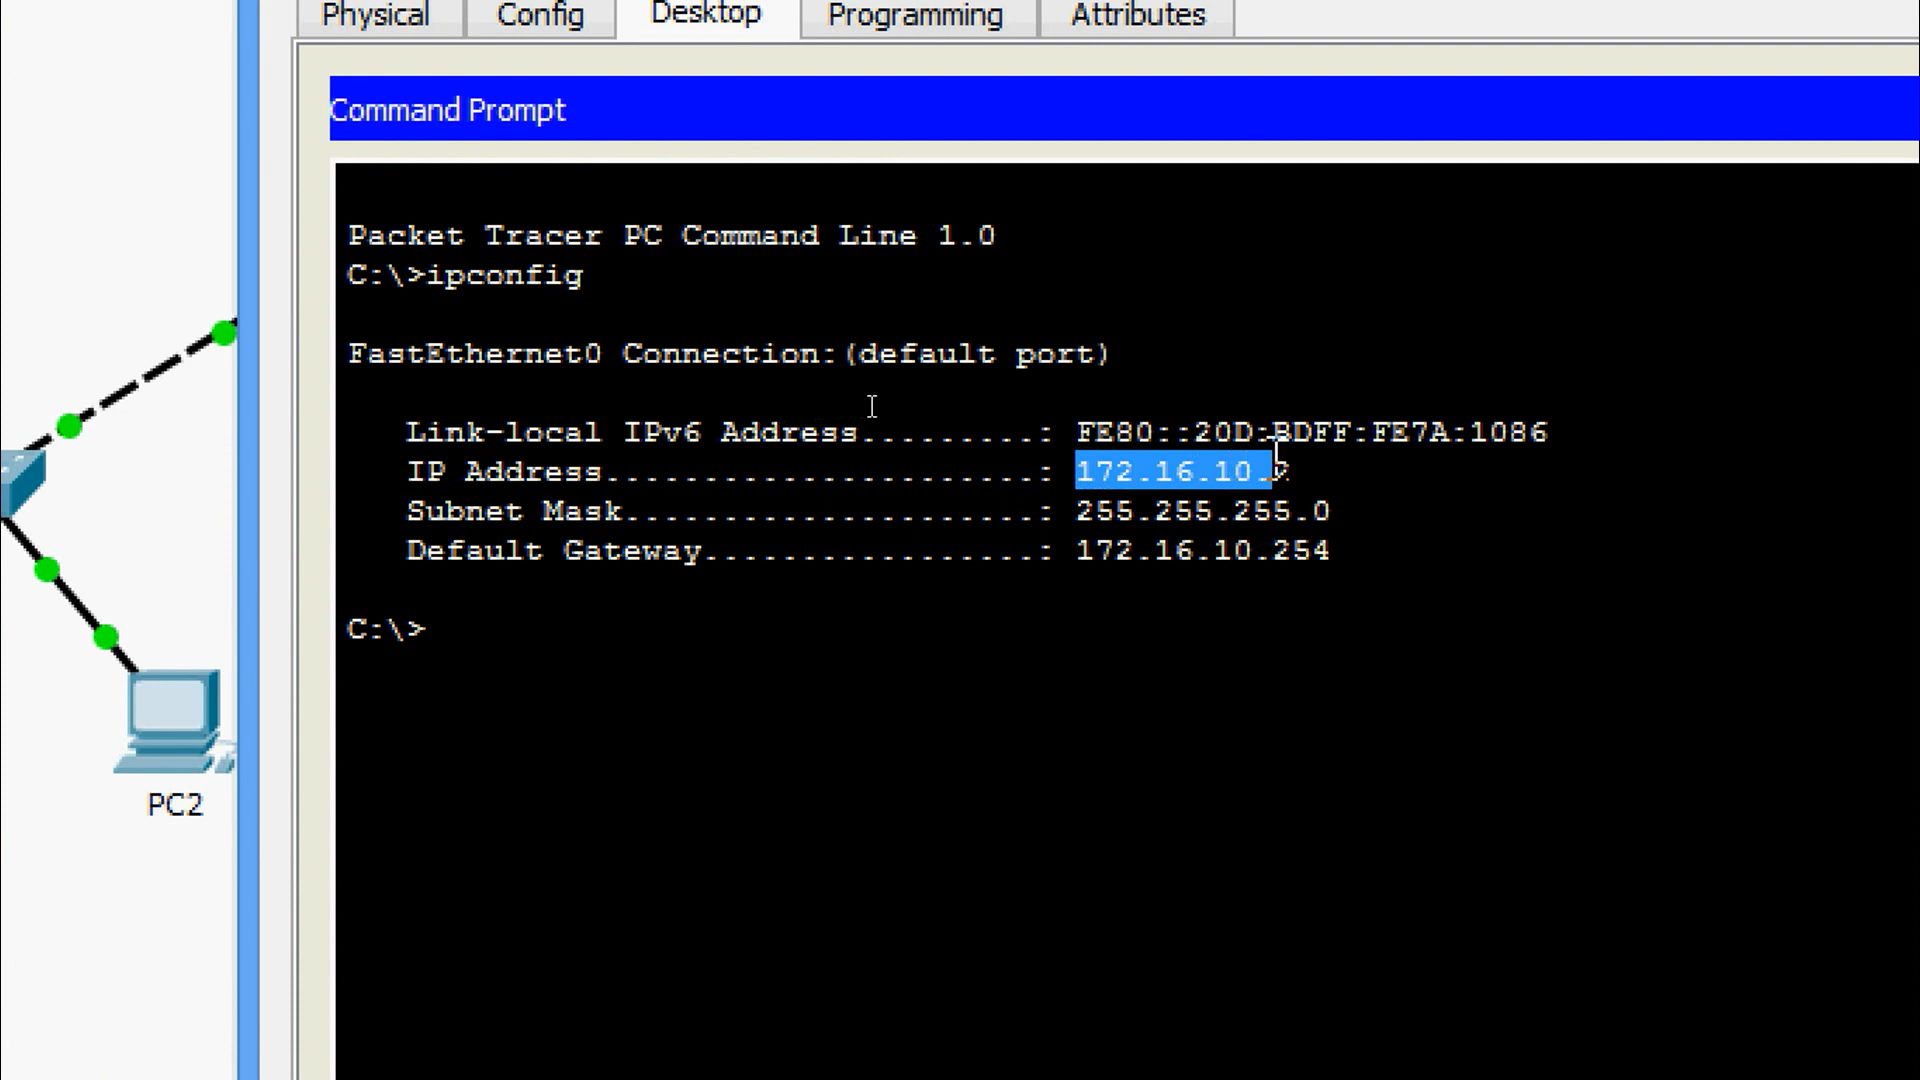 Physical Config Desktop Programming Attributes
Command Prompt
Packet Tracer PC Command Line 1.0
C:\>ipconfig
FastEthernet0 Connection:(default port)
Link-local IPv6 Address.........: FE80::20D:BDFF:FE7A:1086
IP Address......................: 172.16.10.2
Subnet Mask.....................: 255.255.255.0
Default Gateway.................: 172.16.10.254
C:\>
PC2